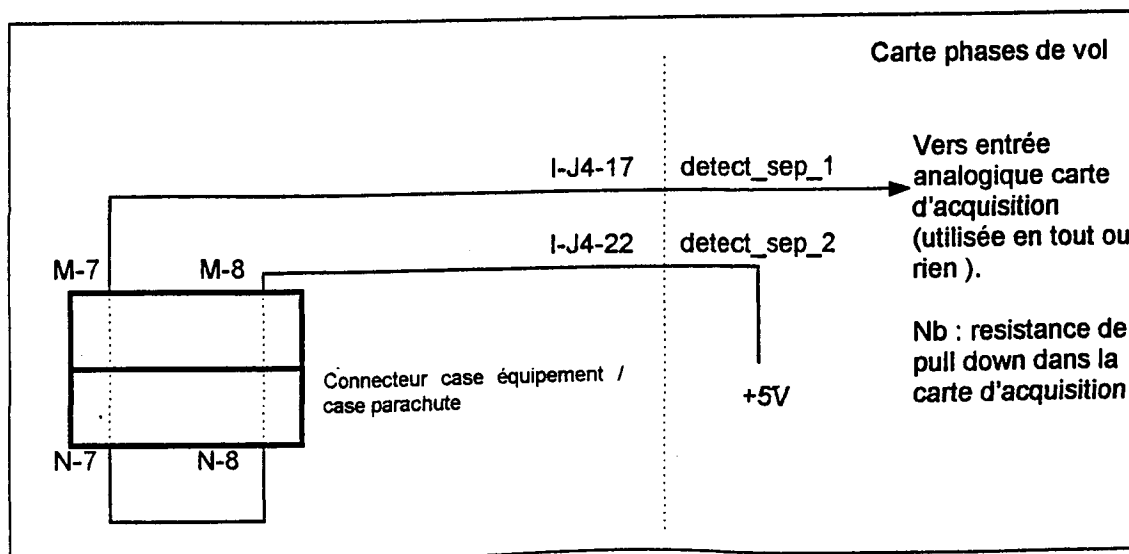 Carte phases de vol
Vers entrée
analogique carte
d'acquisition
(utilisée en tout ou
rien ).
I-J4-17
detect_sep_1
I-J4-22
detect_sep_2
M-7
M-8
Nb : resistance de
pull down dans la
carte d'acquisition
Connecteur case équipement /
case parachute
+5V
N-7
N-8